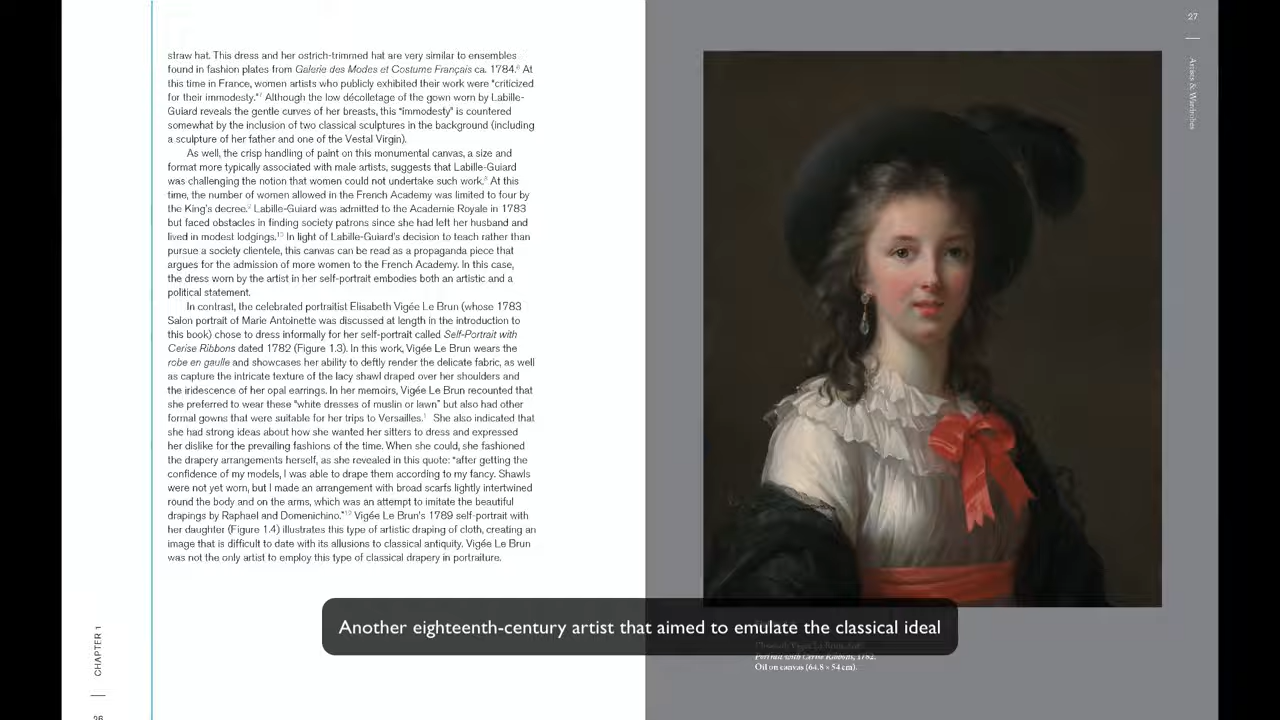 straw hat. This dress and her ostrich-trimmed hat are very similar to ensembles
found in fashion plates from Galerie des Modes et Costume Français ca. 1784.⁶ At
this time in France, women artists who publicly exhibited their work were “criticized
for their immodesty.”⁷ Although the low décolletage of the gown worn by Labille-
Guiard reveals the gentle curves of her breasts, this “immodesty” is countered
somewhat by the inclusion of two classical sculptures in the background (including
a sculpture of her father and one of the Vestal Virgin).
As well, the crisp handling of paint on this monumental canvas, a size and
format more typically associated with male artists, suggests that Labille-Guiard
was challenging the notion that women could not undertake such work.⁸ At this
time, the number of women allowed in the French Academy was limited to four by
the King’s decree.⁹ Labille-Guiard was admitted to the Academie Royale in 1783
but faced obstacles in finding society patrons since she had left her husband and
lived in modest lodgings.¹⁰ In light of Labille-Guiard’s decision to teach rather than
pursue a society clientele, this canvas can be read as a propaganda piece that
argues for the admission of more women to the French Academy. In this case,
the dress worn by the artist in her self-portrait embodies both an artistic and a
political statement.
In contrast, the celebrated portraitist Elisabeth Vigée Le Brun (whose 1783
Salon portrait of Marie Antoinette was discussed at length in the introduction to
this book) chose to dress informally for her self-portrait called Self-Portrait with
Cerise Ribbons dated 1782 (Figure 1.3). In this work, Vigée Le Brun wears the
robe en gaulle and showcases her ability to deftly render the delicate fabric, as well
as capture the intricate texture of the lacy shawl draped over her shoulders and
the iridescence of her opal earrings. In her memoirs, Vigée Le Brun recounted that
she preferred to wear these “white dresses of muslin or lawn” but also had other
formal gowns that were suitable for her trips to Versailles. She also indicated that
she had strong ideas about how she wanted her sitters to dress and expressed
her dislike for the prevailing fashions of the time. When she could, she fashioned
the drapery arrangements herself, as she revealed in this quote: “after getting the
confidence of my models, I was able to drape them according to my fancy. Shawls
were not yet worn, but I made an arrangement with broad scarfs lightly intertwined
round the body and on the arms, which was an attempt to imitate the beautiful
drapings by Raphael and Domenichino.”¹² Vigée Le Brun’s 1789 self-portrait with
her daughter (Figure 1.4) illustrates this type of artistic draping of cloth, creating an
image that is difficult to date with its allusions to classical antiquity. Vigée Le Brun
was not the only artist to employ this type of classical drapery in portraiture.
CHAPTER 1
26
27
Artists & Wardrobes
Another eighteenth-century artist that aimed to emulate the classical ideal
Portrait with Cerise Ribbons, 1782.
Oil on canvas (64.8 × 54 cm).